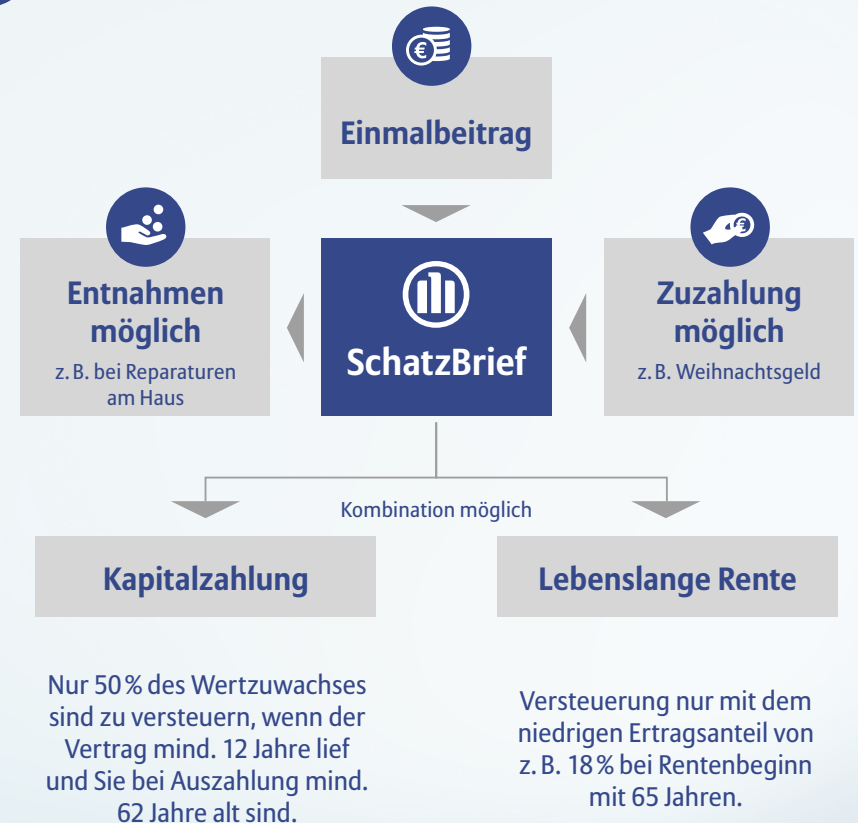 Einmalbeitrag
Entnahmen
möglich
z. B. bei Reparaturen
am Haus
SchatzBrief
Zuzahlung
möglich
z. B. Weihnachtsgeld
Kombination möglich
Kapitalzahlung
Nur 50 % des Wertzuwachses
sind zu versteuern, wenn der
Vertrag mind. 12 Jahre lief
und Sie bei Auszahlung mind.
62 Jahre alt sind.
Lebenslange Rente
Versteuerung nur mit dem
niedrigen Ertragsanteil von
z. B. 18 % bei Rentenbeginn
mit 65 Jahren.